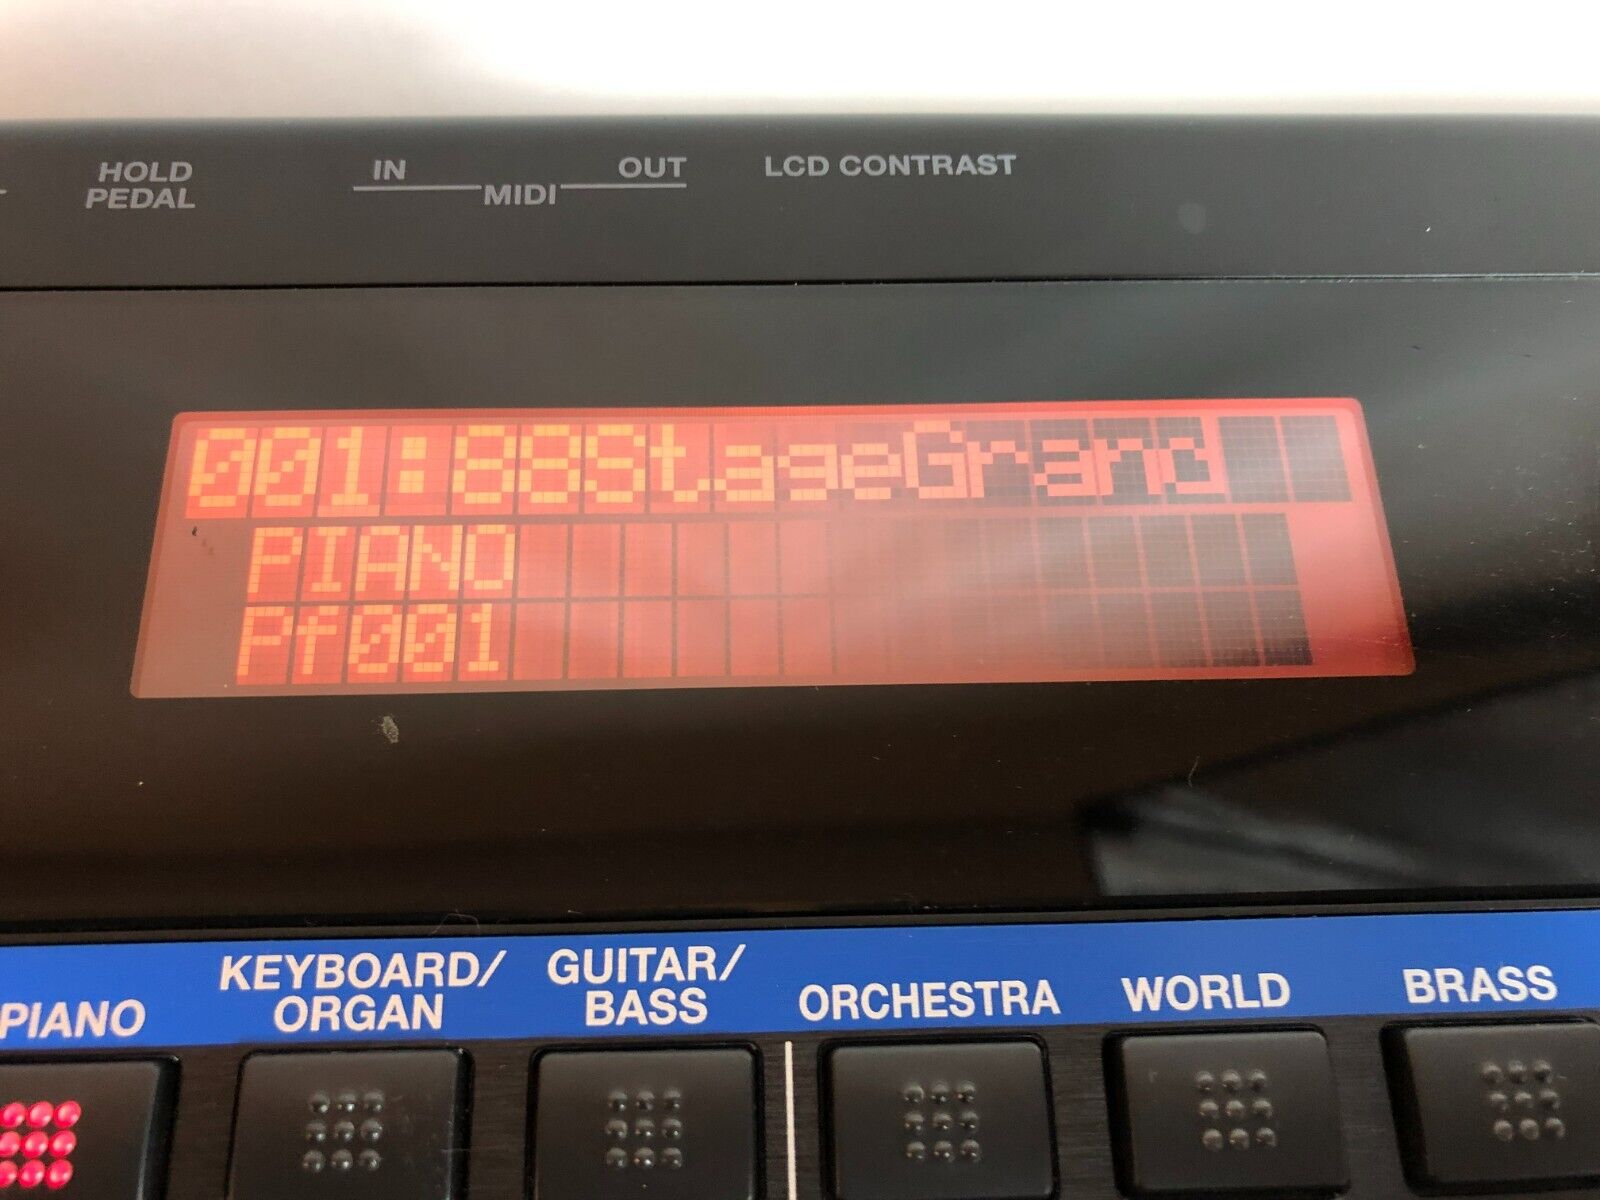 HOLD
PEDAL
IN
OUT
MIDI
LCD CONTRAST
001:88StageGrand
PIANO
Pf001
PIANO
KEYBOARD/
ORGAN
GUITAR/
BASS
ORCHESTRA
WORLD
BRASS